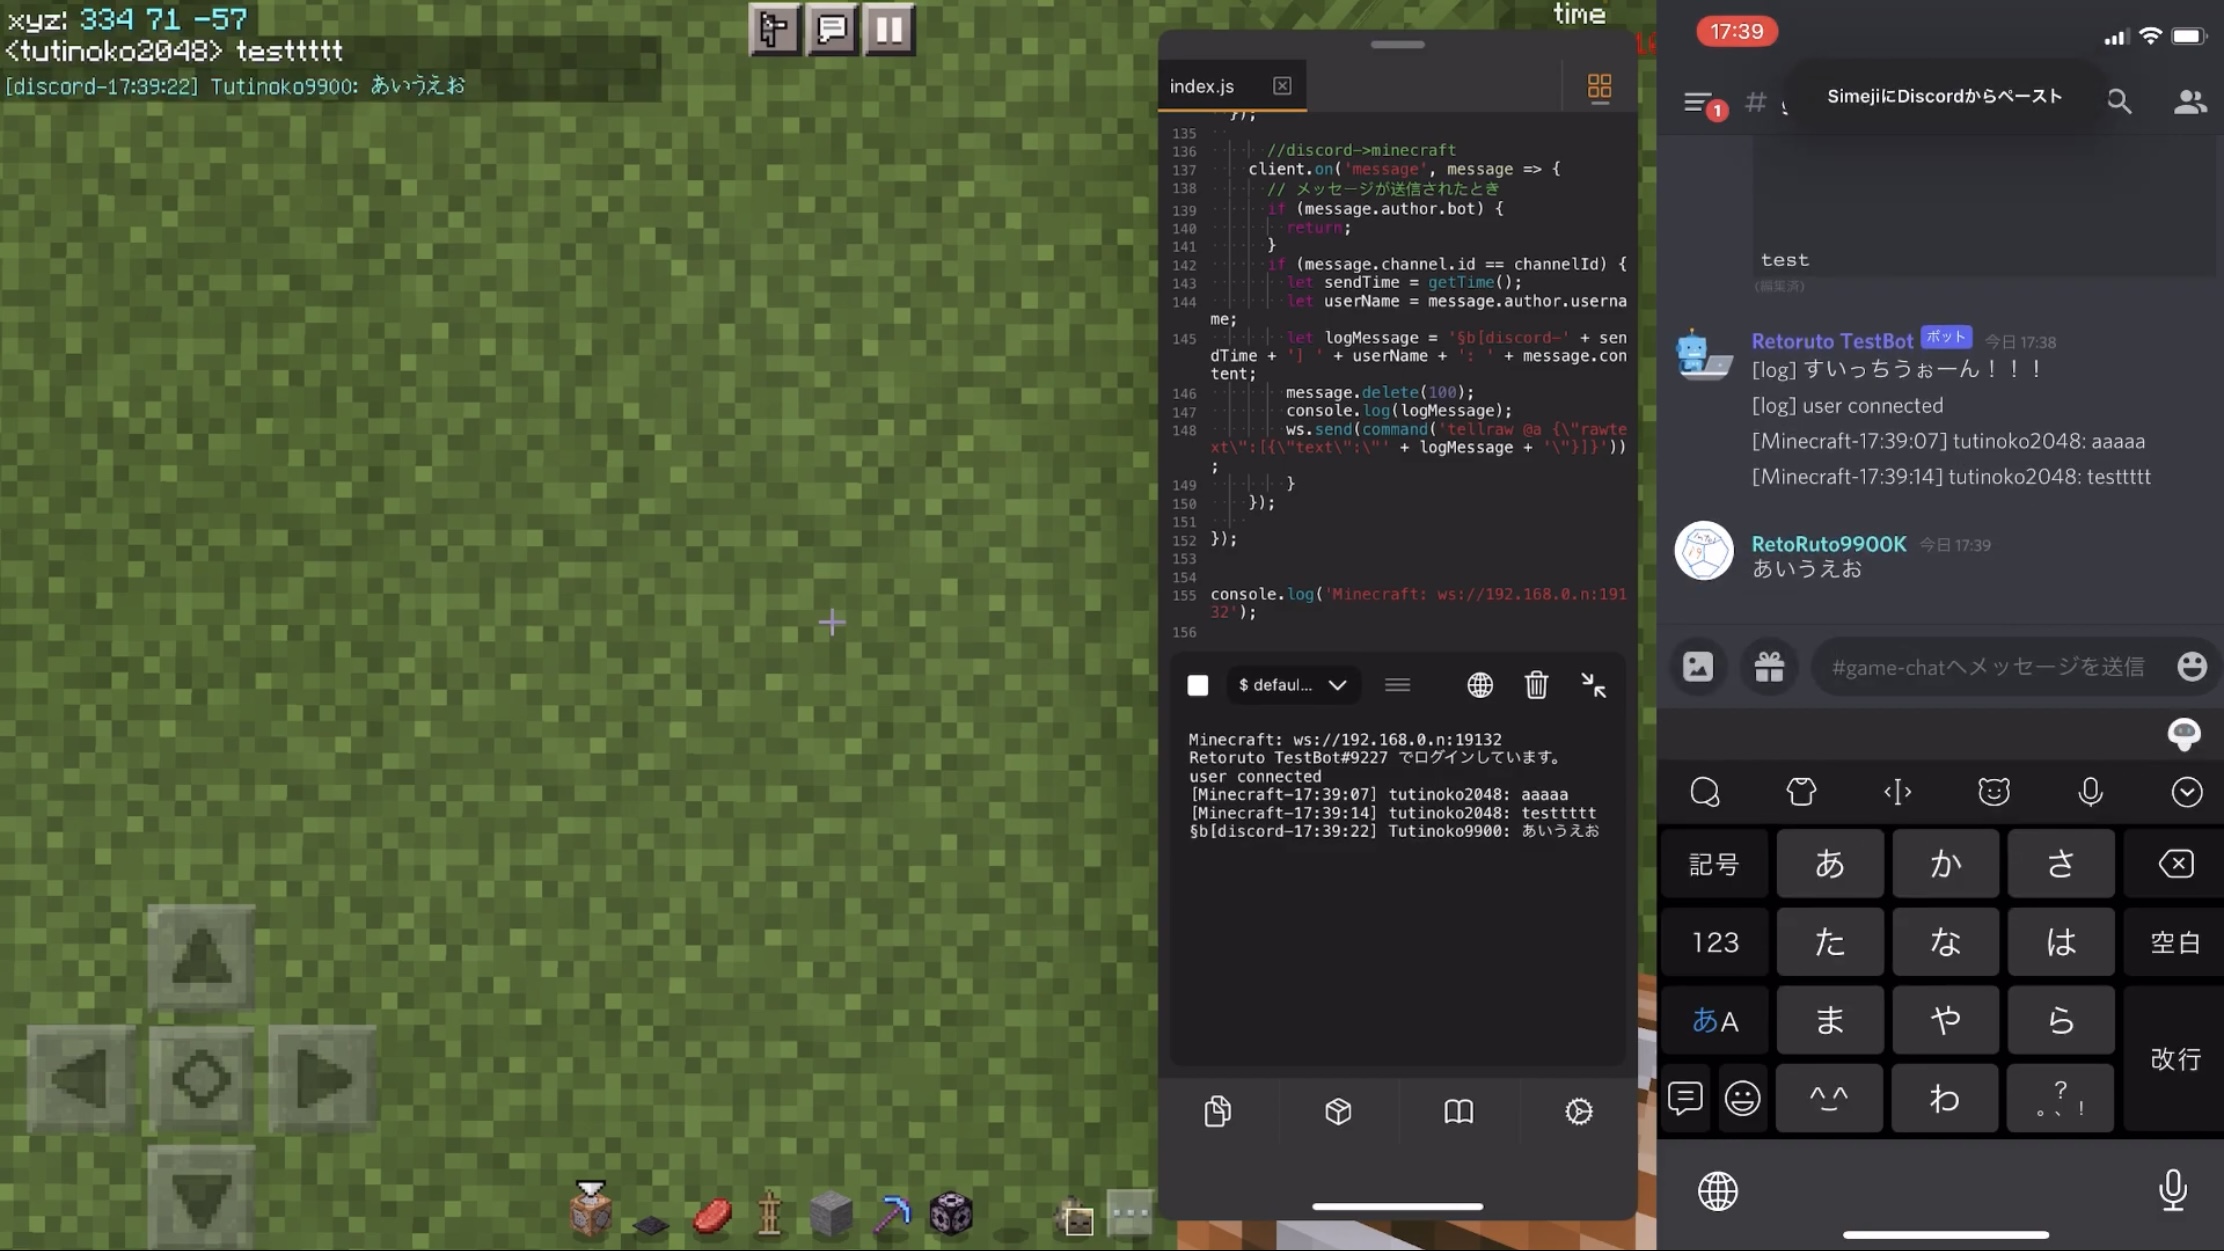 xyz: 334 71 -57
<tutinoko2048> testtttt
[discord-17:39:22] Tutinoko9900: あいうえお
time
index.js
});
135
136 //discord->minecraft
137 client.on('message', message => {
138 // メッセージが送信されたとき
139 if (message.author.bot) {
140 return;
141 }
142 if (message.channel.id == channelId) {
143 let sendTime = getTime();
144 let userName = message.author.userna
me;
145 let logMessage = '§b[discord-' + sen
dTime + '] ' + userName + ': ' + message.con
tent;
146 message.delete(100);
147 console.log(logMessage);
148 ws.send(command('tellraw @a {\"rawte
xt\":[{\"text\":\"' + logMessage + '\"}]}'))
;
149 }
150 });
151
152 });
153
154
155 console.log('Minecraft: ws://192.168.0.n:191
32');
156
$ defaul...
Minecraft: ws://192.168.0.n:19132
Retoruto TestBot#9227 でログインしています。
user connected
[Minecraft-17:39:07] tutinoko2048: aaaaa
[Minecraft-17:39:14] tutinoko2048: testtttt
§b[discord-17:39:22] Tutinoko9900: あいうえお
17:39
1
#
SimejiにDiscordからペースト
test
(編集済)
Retoruto TestBot ボット 今日 17:38
[log] すいっちうぉーん！！！
[log] user connected
[Minecraft-17:39:07] tutinoko2048: aaaaa
[Minecraft-17:39:14] tutinoko2048: testtttt
RetoRuto9900K 今日 17:39
あいうえお
#game-chatへメッセージを送信
記号 あ か さ
123 た な は 空白
あA ま や ら
改行
^_^ わ 。、?!